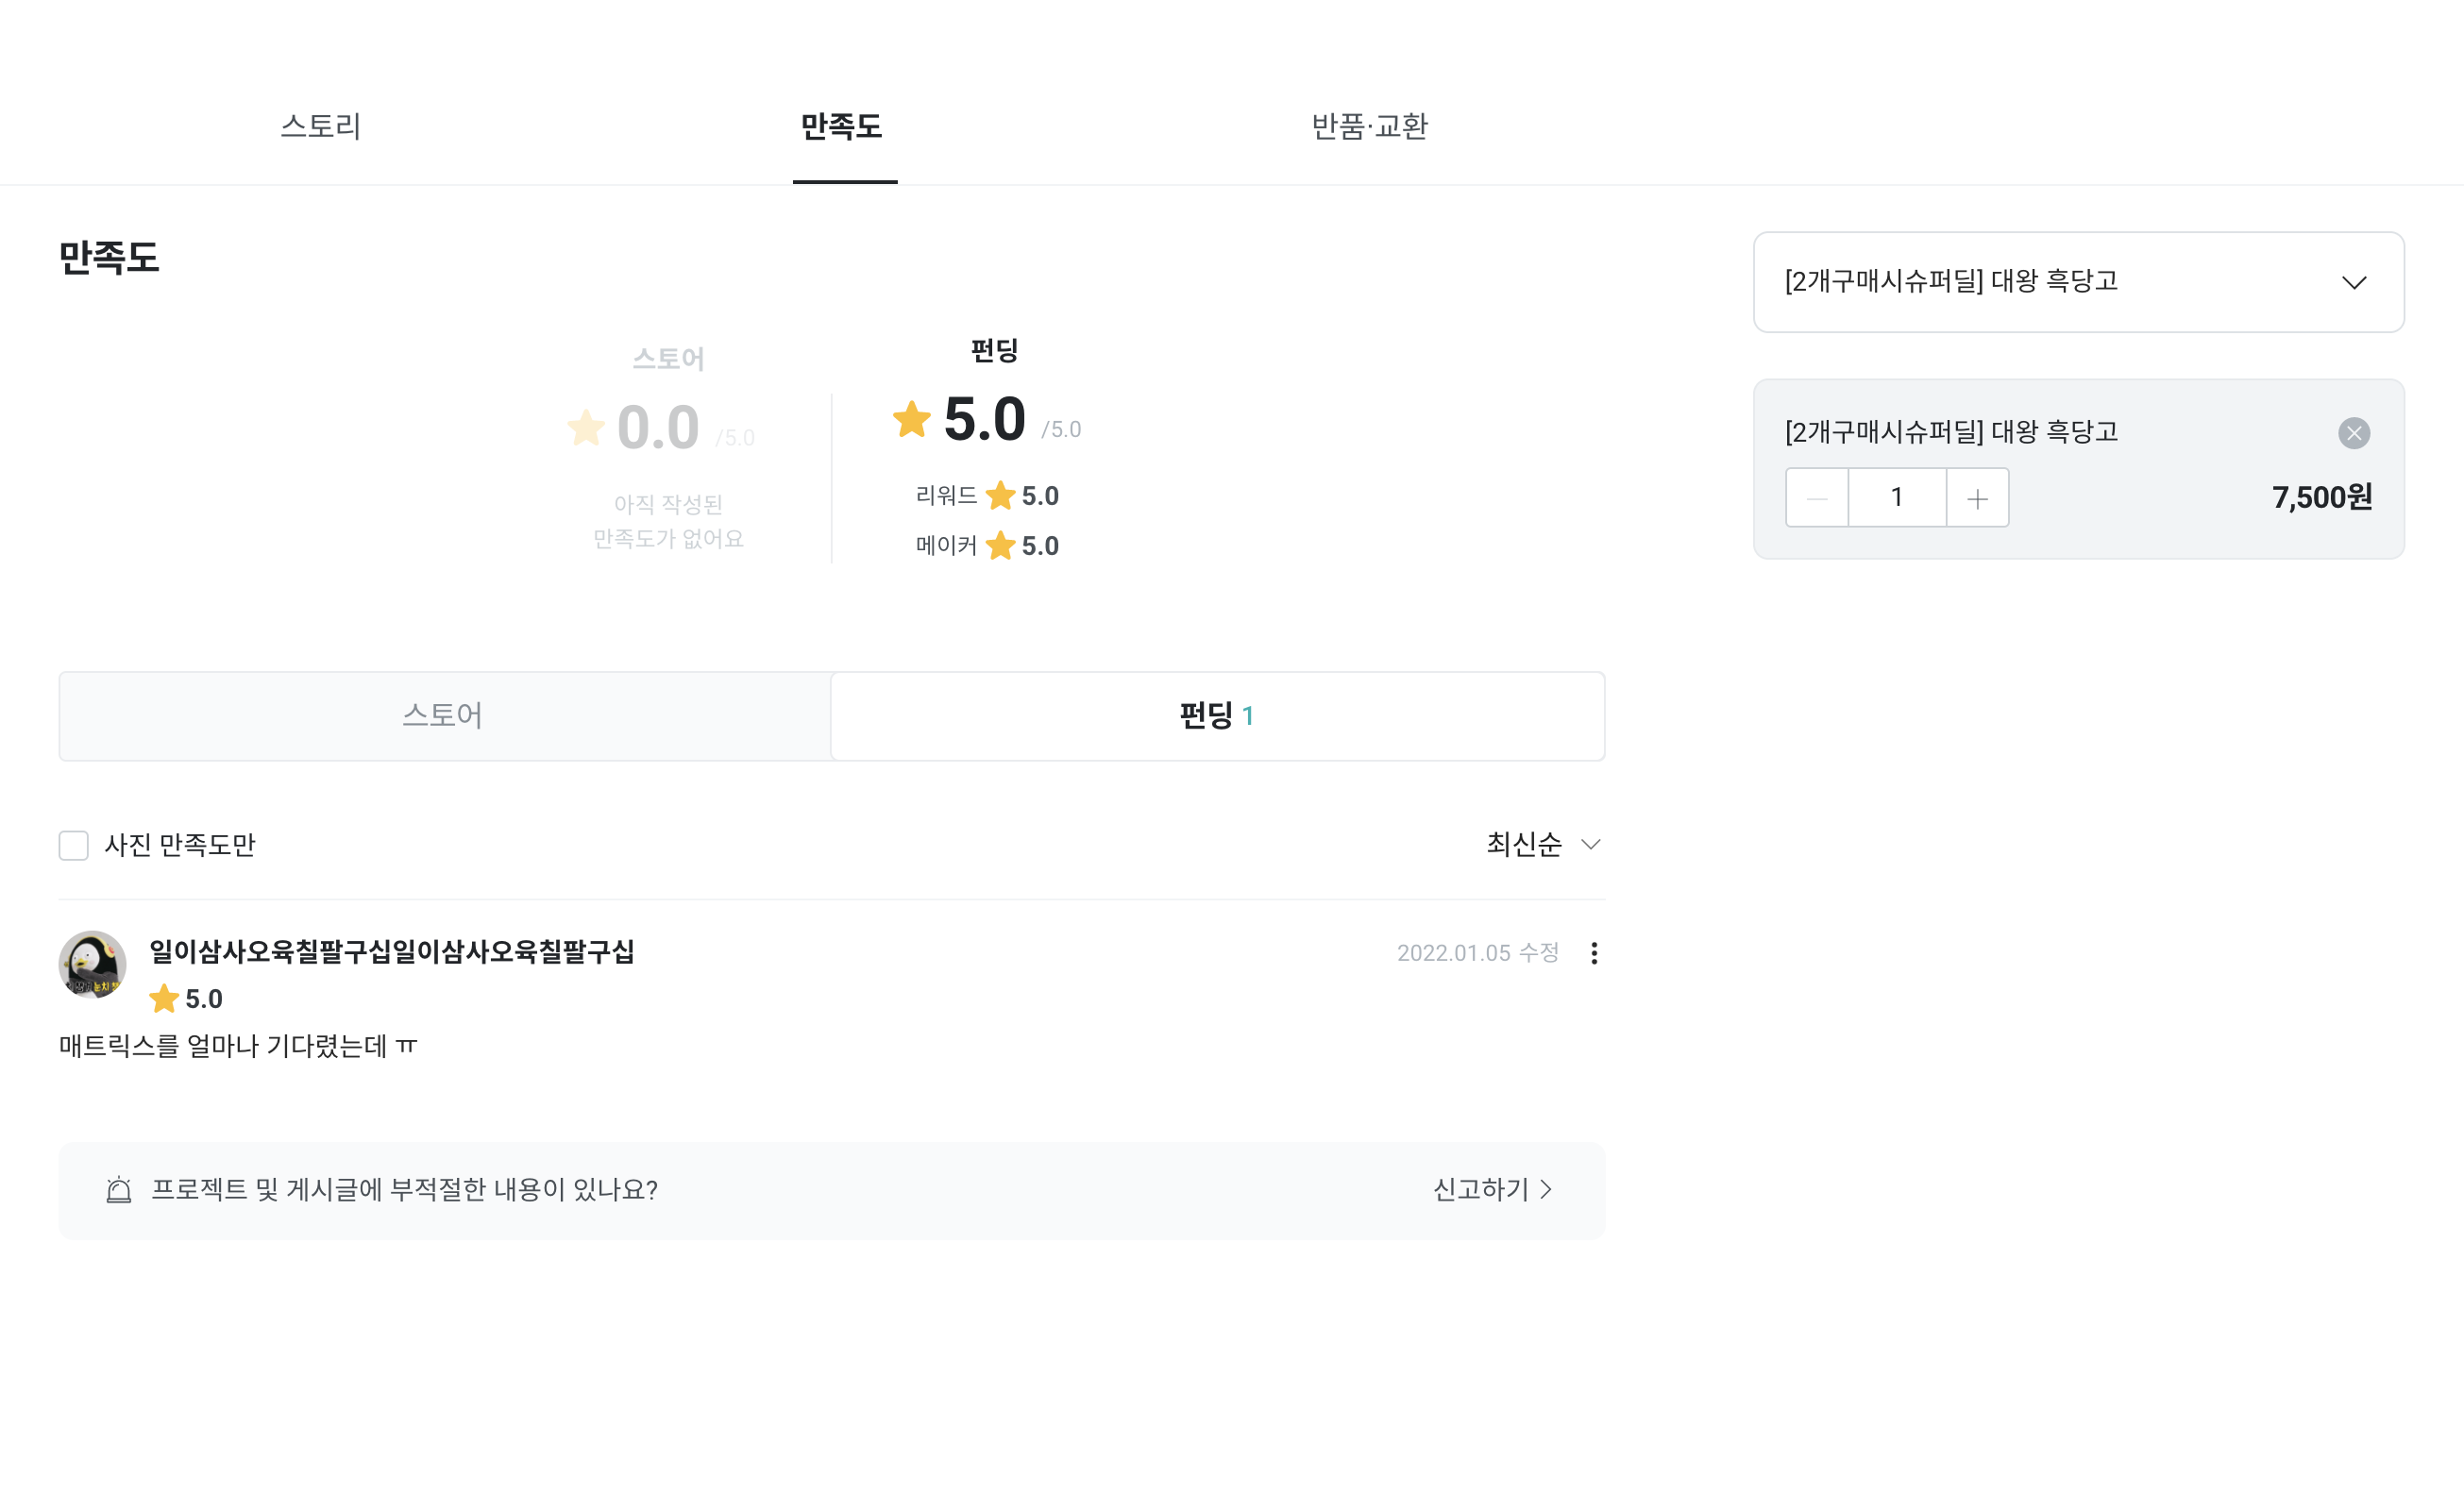 스토리
만족도
반품·교환
만족도
스토어
0.0 /5.0
아직 작성된
만족도가 없어요
펀딩
5.0 /5.0
리워드 5.0
메이커 5.0
[2개구매시슈퍼딜] 대왕 흑당고
[2개구매시슈퍼딜] 대왕 흑당고
1
7,500원
스토어
펀딩 1
사진 만족도만
최신순
일이삼사오육칠팔구십일이삼사오육칠팔구십
2022.01.05 수정
5.0
매트릭스를 얼마나 기다렸는데 ㅠ
프로젝트 및 게시글에 부적절한 내용이 있나요?
신고하기